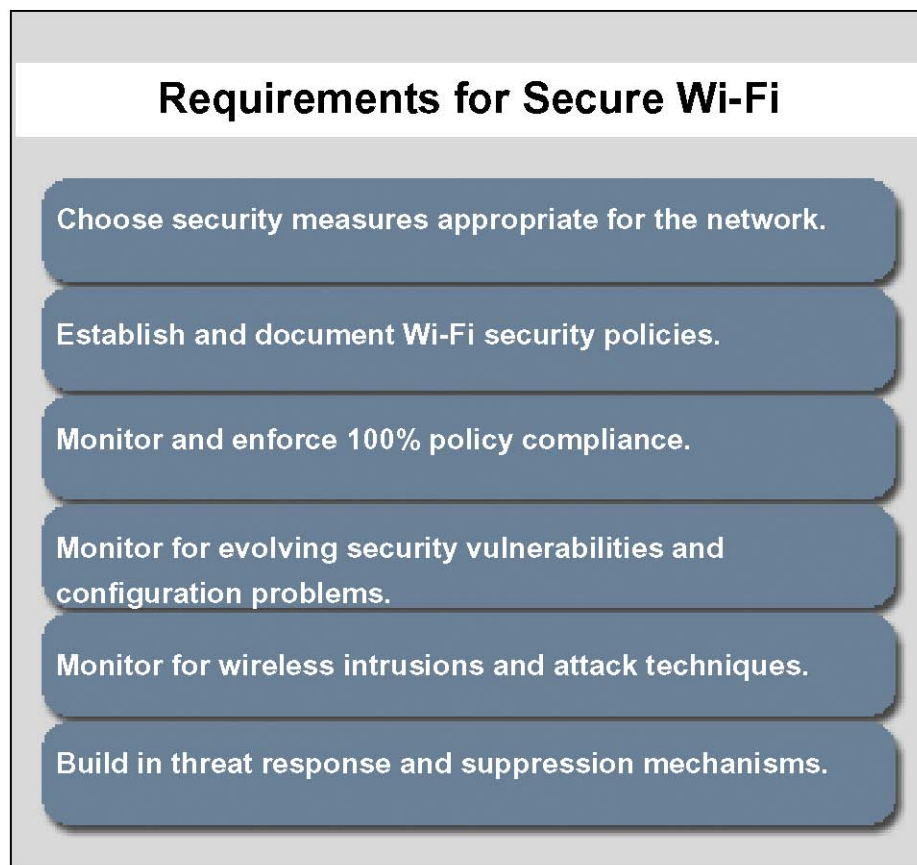 Requirements for Secure Wi-Fi
Choose security measures appropriate for the network.
Establish and document Wi-Fi security policies.
Monitor and enforce 100% policy compliance.
Monitor for evolving security vulnerabilities and
configuration problems.
Monitor for wireless intrusions and attack techniques.
Build in threat response and suppression mechanisms.